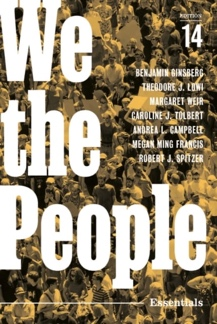 We
the
People
EDITION
14
BENJAMIN GINSBERG
THEODORE J. LOWI
MARGARET WEIR
CAROLINE J. TOLBERT
ANDREA L. CAMPBELL
MEGAN MING FRANCIS
ROBERT J. SPITZER
Essentials